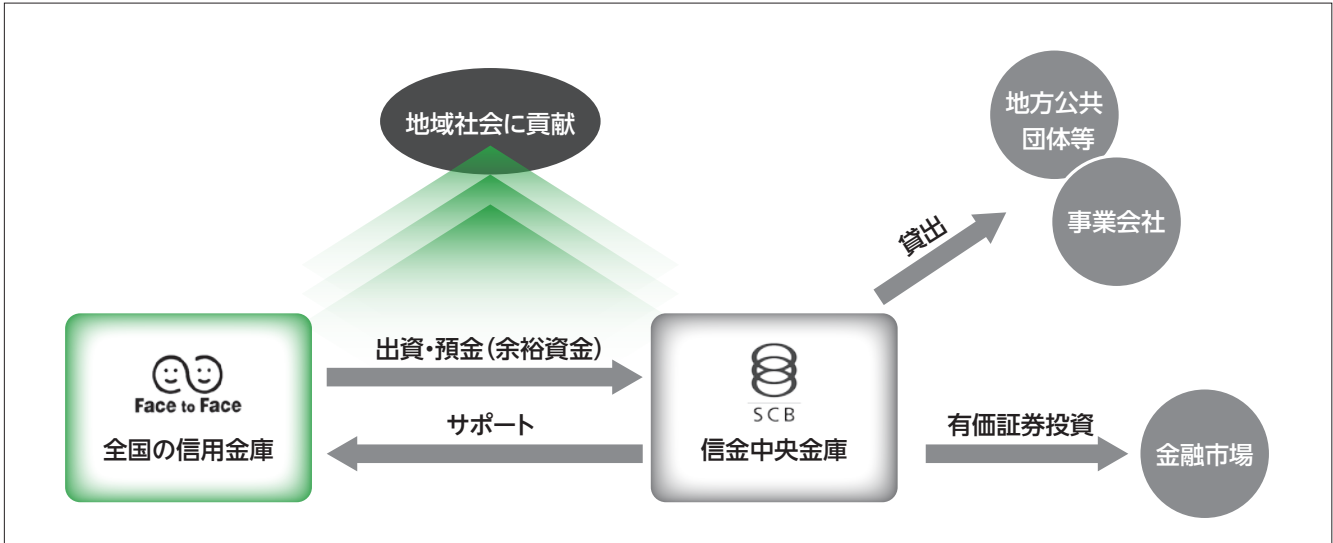 地域社会に貢献
地方公共
団体等
事業会社
貸出
出資・預金(余裕資金)
Face to Face
全国の信用金庫
サポート
SCB
信金中央金庫
有価証券投資
金融市場